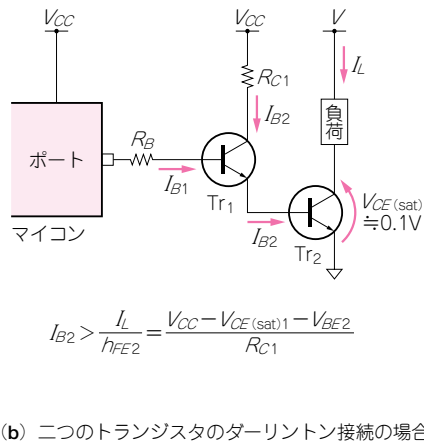 VCC
VCC
V
IL
RC1
IB2
負荷
RB
ポート
IB1
Tr1
VCE(sat)
≒0.1V
IB2
マイコン
Tr2
IB2 > IL/hFE2 = (VCC−VCE(sat)1−VBE2)/RC1
(b) 二つのトランジスタのダーリントン接続の場合